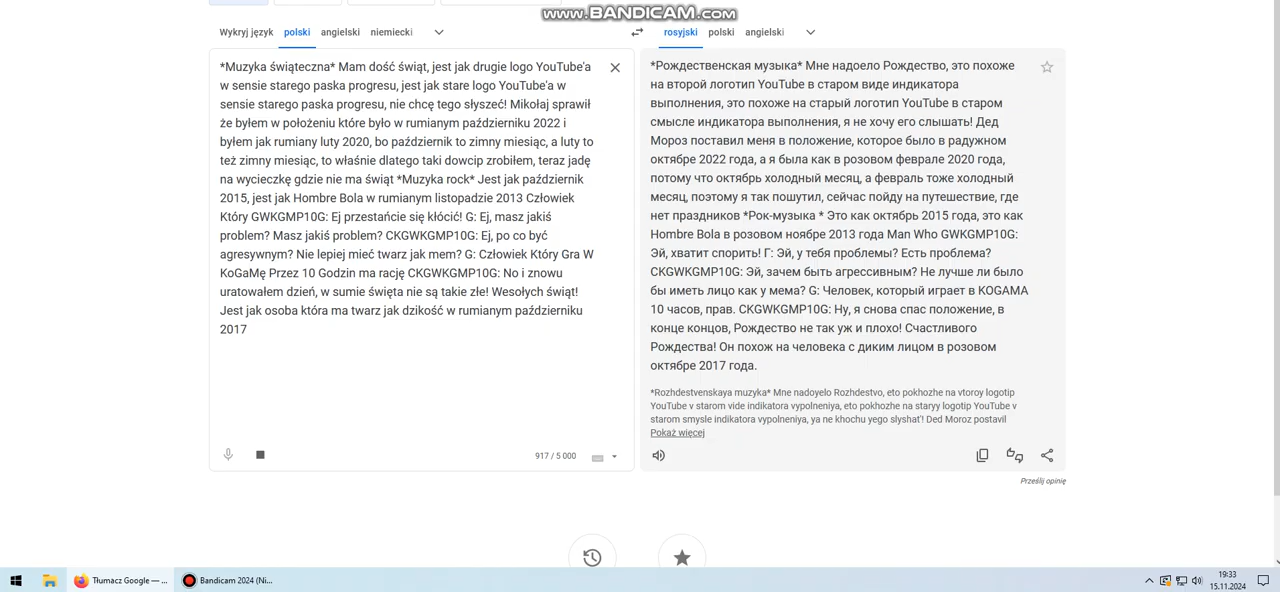 www.BANDICAM.com
Wykryj język polski angielski niemiecki rosyjski polski angielski
*Muzyka świąteczna* Mam dość świąt, jest jak drugie logo YouTube'a
w sensie starego paska progresu, jest jak stare logo YouTube'a w
sensie starego paska progresu, nie chcę tego słyszeć! Mikołaj sprawił
że byłem w położeniu które było w rumianym październiku 2022 i
byłem jak rumiany luty 2020, bo październik to zimny miesiąc, a luty to
też zimny miesiąc, to właśnie dlatego taki dowcip zrobiłem, teraz jadę
na wycieczkę gdzie nie ma świąt *Muzyka rock* Jest jak październik
2015, jest jak Hombre Bola w rumianym listopadzie 2013 Człowiek
Który GWKGMP10G: Ej przestańcie się kłócić! G: Ej, masz jakiś
problem? Masz jakiś problem? CKGWKGMP10G: Ej, po co być
agresywnym? Nie lepiej mieć twarz jak mem? G: Człowiek Który Gra W
KoGaMę Przez 10 Godzin ma rację CKGWKGMP10G: No i znowu
uratowałem dzień, w sumie święta nie są takie złe! Wesołych świąt!
Jest jak osoba która ma twarz jak dzikość w rumianym październiku
2017
917 / 5 000
*Рождественская музыка* Мне надоело Рождество, это похоже
на второй логотип YouTube в старом виде индикатора
выполнения, это похоже на старый логотип YouTube в старом
смысле индикатора выполнения, я не хочу его слышать! Дед
Мороз поставил меня в положение, которое было в радужном
октябре 2022 года, а я была как в розовом феврале 2020 года,
потому что октябрь холодный месяц, а февраль тоже холодный
месяц, поэтому я так пошутил, сейчас пойду на путешествие, где
нет праздников *Рок-музыка * Это как октябрь 2015 года, это как
Hombre Bola в розовом ноябре 2013 года Man Who GWKGMP10G:
Эй, хватит спорить! Г: Эй, у тебя проблемы? Есть проблема?
CKGWKGMP10G: Эй, зачем быть агрессивным? Не лучше ли было
бы иметь лицо как у мема? G: Человек, который играет в KOGAMA
10 часов, прав. CKGWKGMP10G: Ну, я снова спас положение, в
конце концов, Рождество не так уж и плохо! Счастливого
Рождества! Он похож на человека с диким лицом в розовом
октябре 2017 года.
*Rozhdestvenskaya muzyka* Mne nadoyelo Rozhdestvo, eto pokhozhe na vtoroy logotip
YouTube v starom vide indikatora vypolneniya, eto pokhozhe na staryy logotip YouTube v
starom smysle indikatora vypolneniya, ya ne khochu yego slyshat'! Ded Moroz postavil
Pokaż więcej
Prześlij opinię
Tłumacz Google — ... Bandicam 2024 (Ni...
19:33
15.11.2024